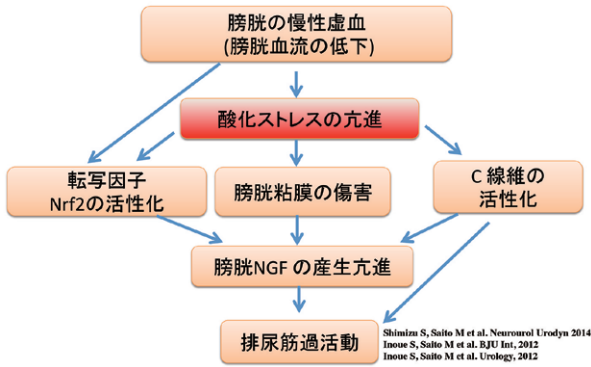 膀胱の慢性虚血
(膀胱血流の低下)
酸化ストレスの亢進
転写因子
Nrf2の活性化
膀胱粘膜の傷害
C 線維の
活性化
膀胱NGF の産生亢進
排尿筋過活動
Shimizu S, Saito M et al. Neurourol Urodyn 2014
Inoue S, Saito M et al. BJU Int, 2012
Inoue S, Saito M et al. Urology, 2012